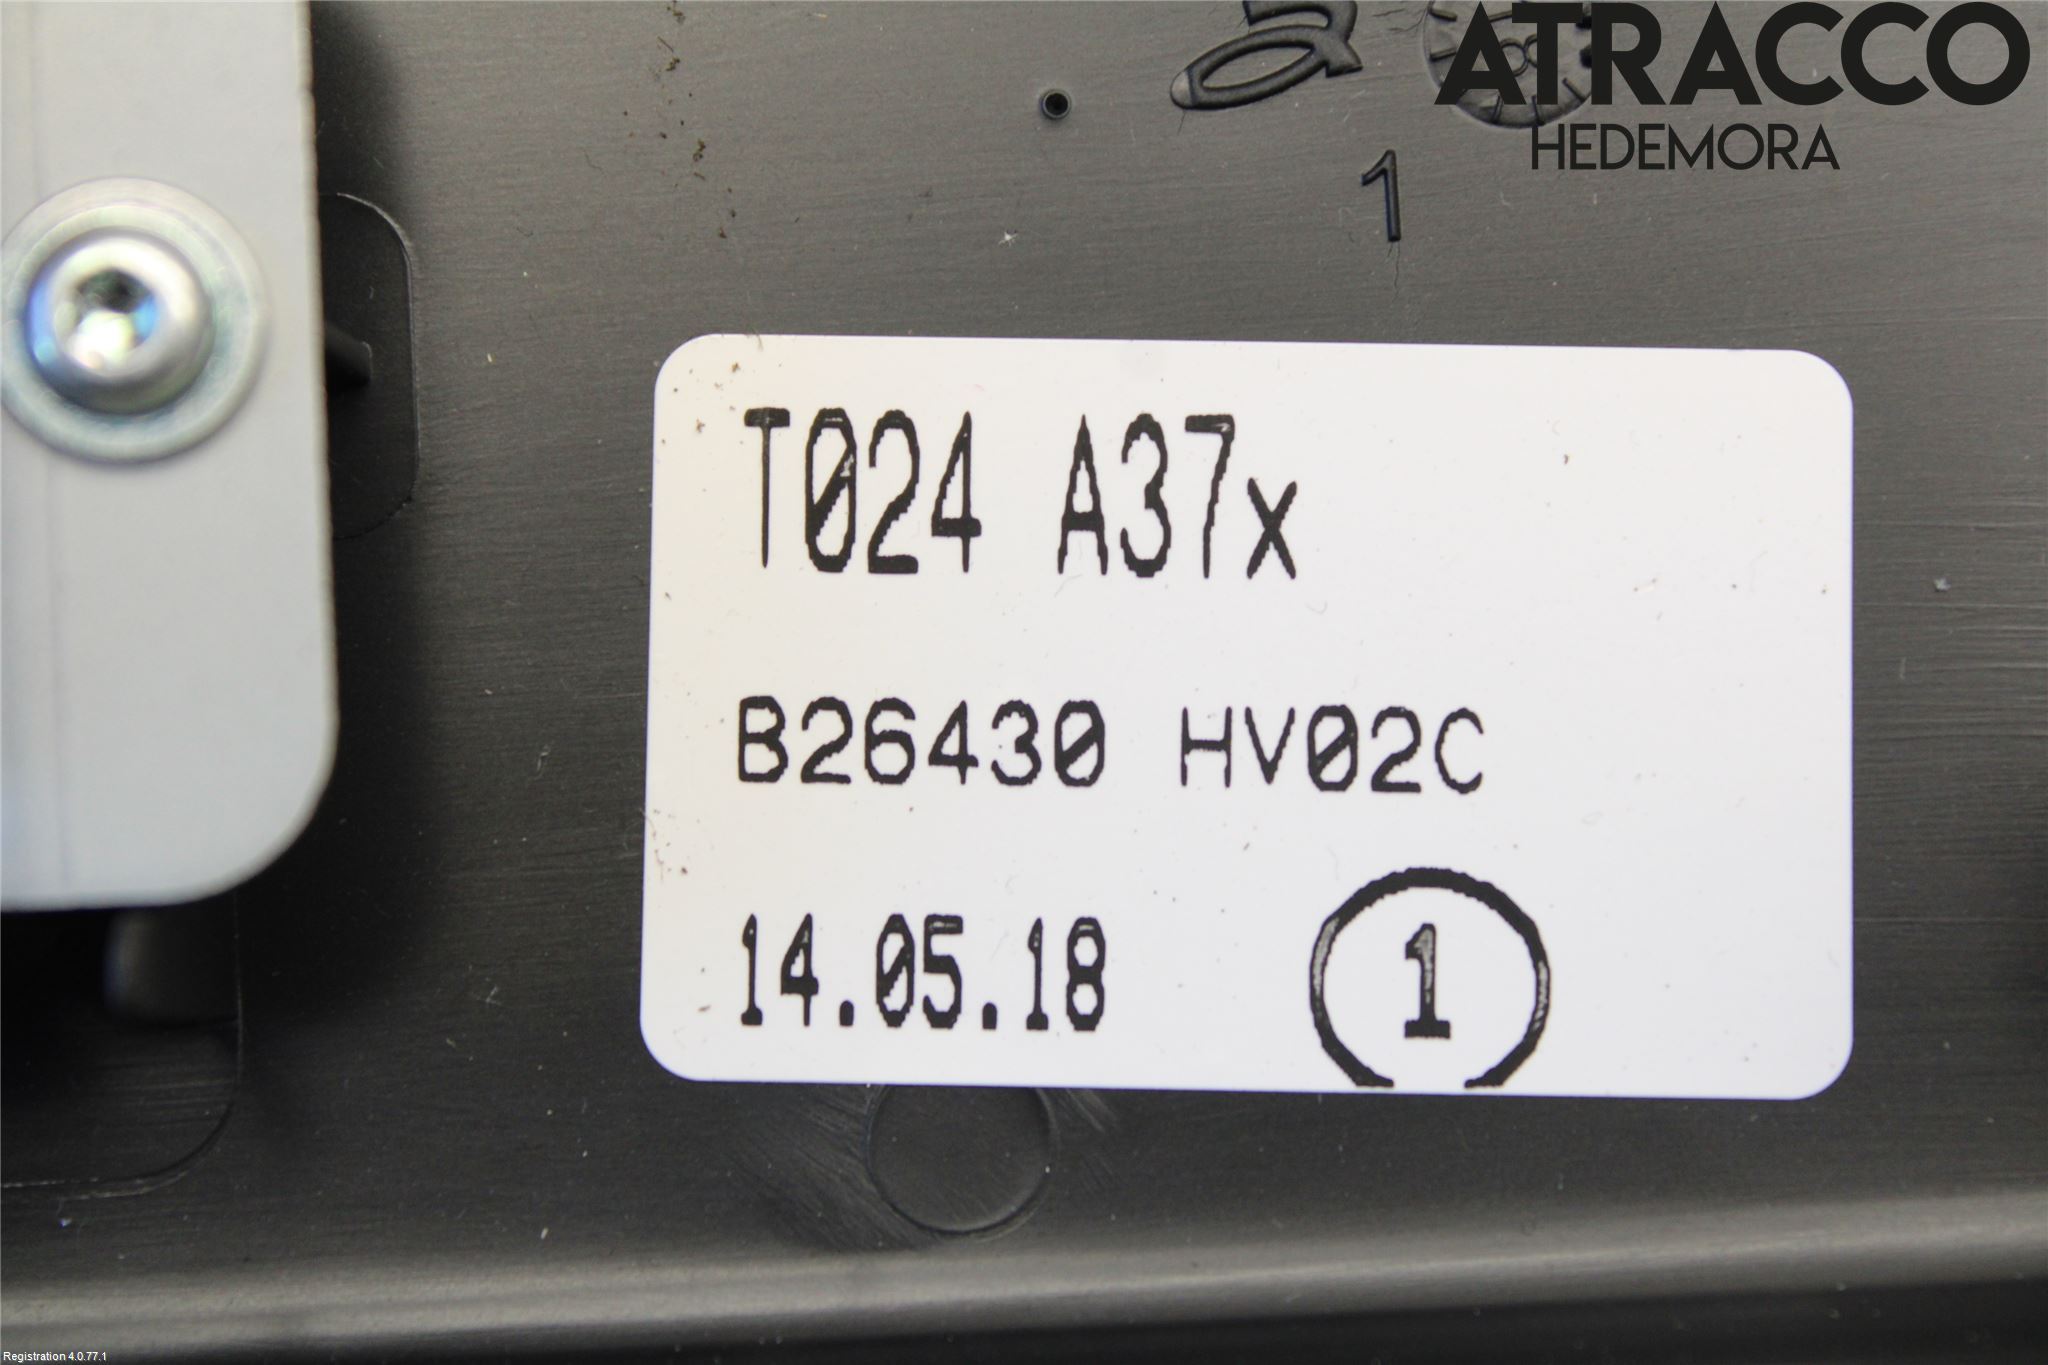 ATRACCO
HEDEMORA
1
T024 A37x
B26430 HV02C
14.05.18 1
Registration 4.0.77.1